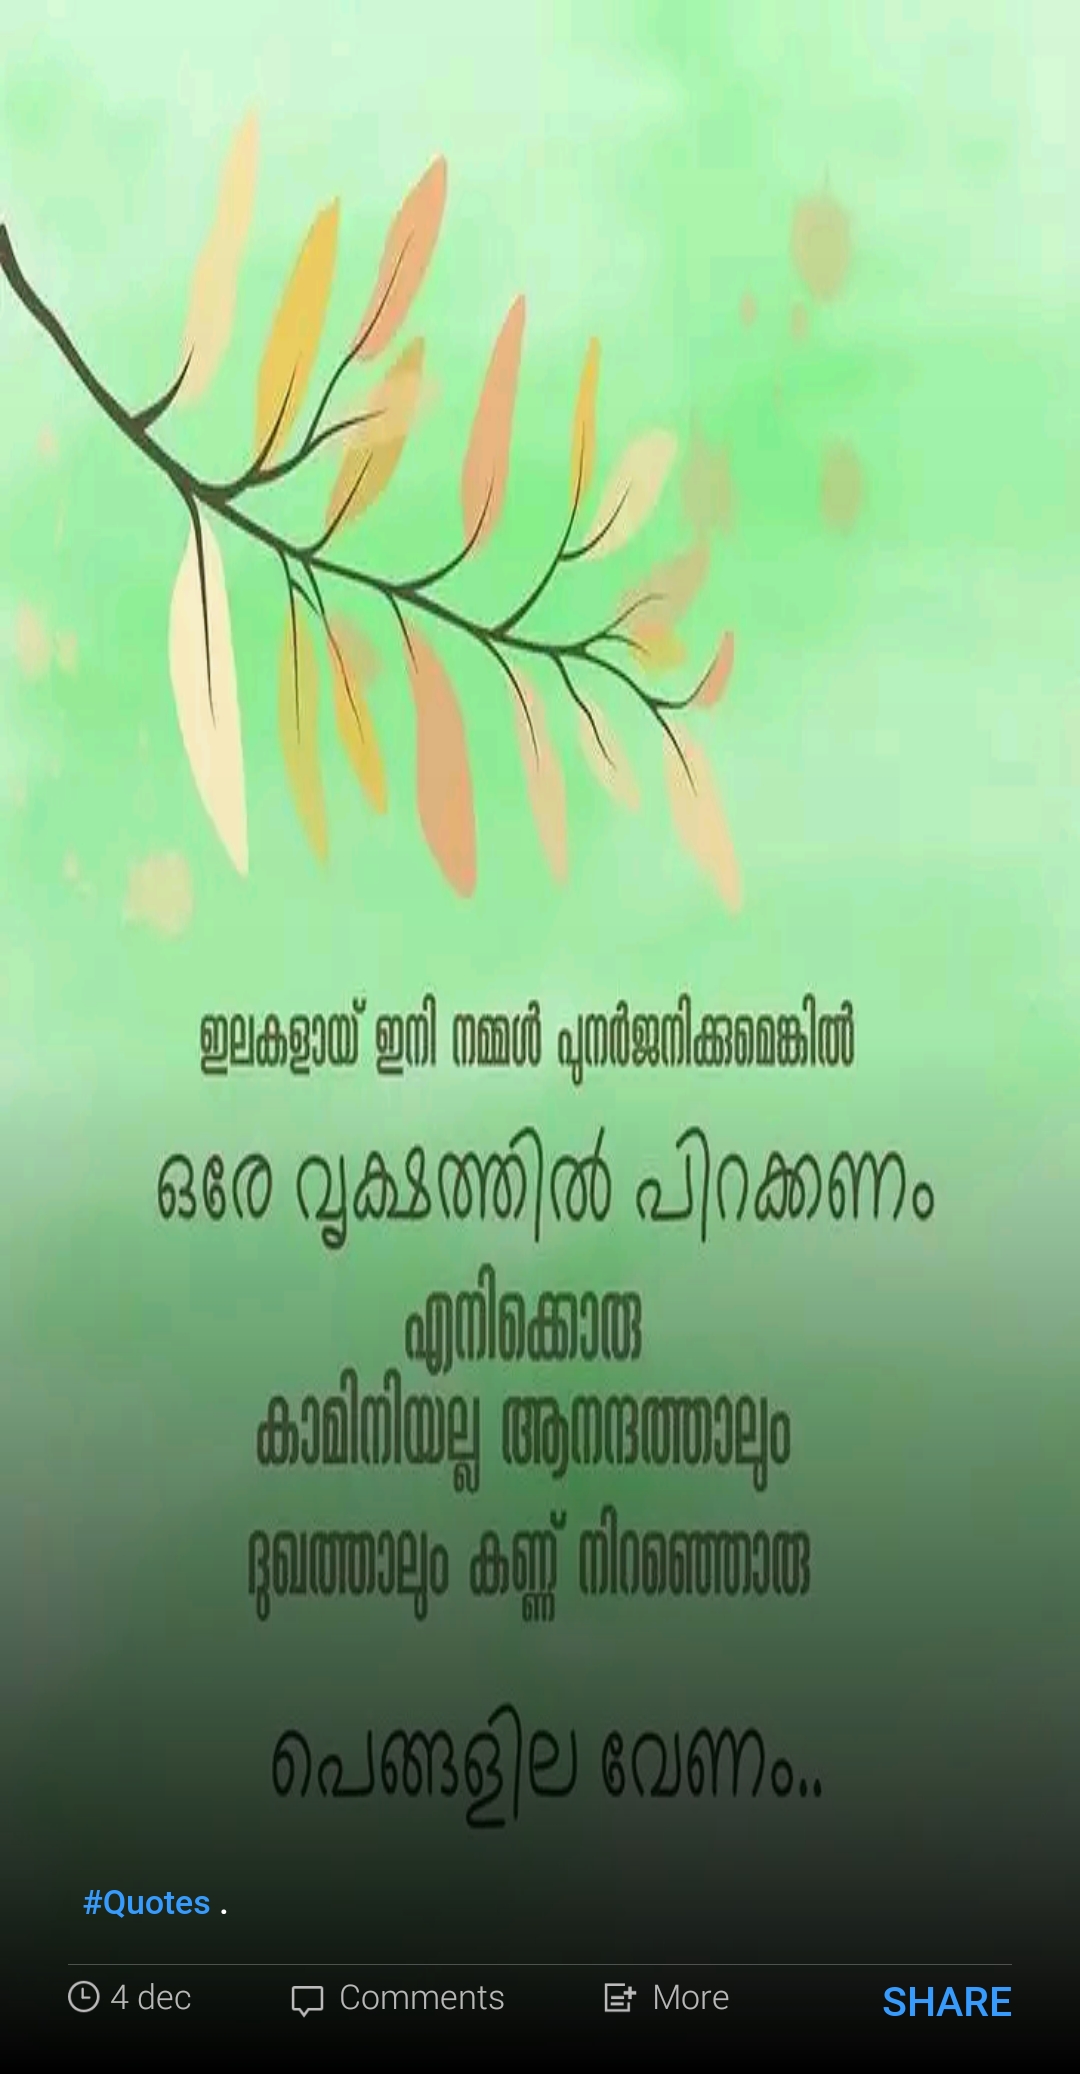 ഇലകളായ് ഇനി നമ്മൾ പുനർജനിക്കുമെങ്കിൽ
ഒരേ വൃക്ഷത്തിൽ പിറക്കണം
എനിക്കൊരു
കാമിനിയല്ല ആനന്ദത്താലും
ദുഖത്താലും കണ്ണ് നിറഞ്ഞൊരു
പെങ്ങളില വേണം..
#Quotes .
4 dec Comments More SHARE